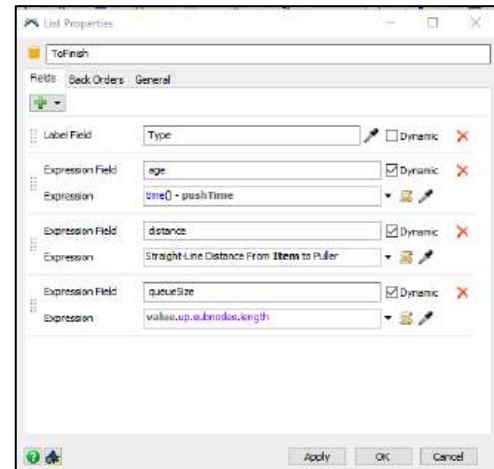 List Properties
ToFinish
Fields Back Orders General
Label Field Type Dynamic
Expression Field age Dynamic
Expression time() - pushTime
Expression Field distance Dynamic
Expression Straight-Line Distance From Item to Puller
Expression Field queueSize Dynamic
Expression value.up.subnodes.length
Apply OK Cancel